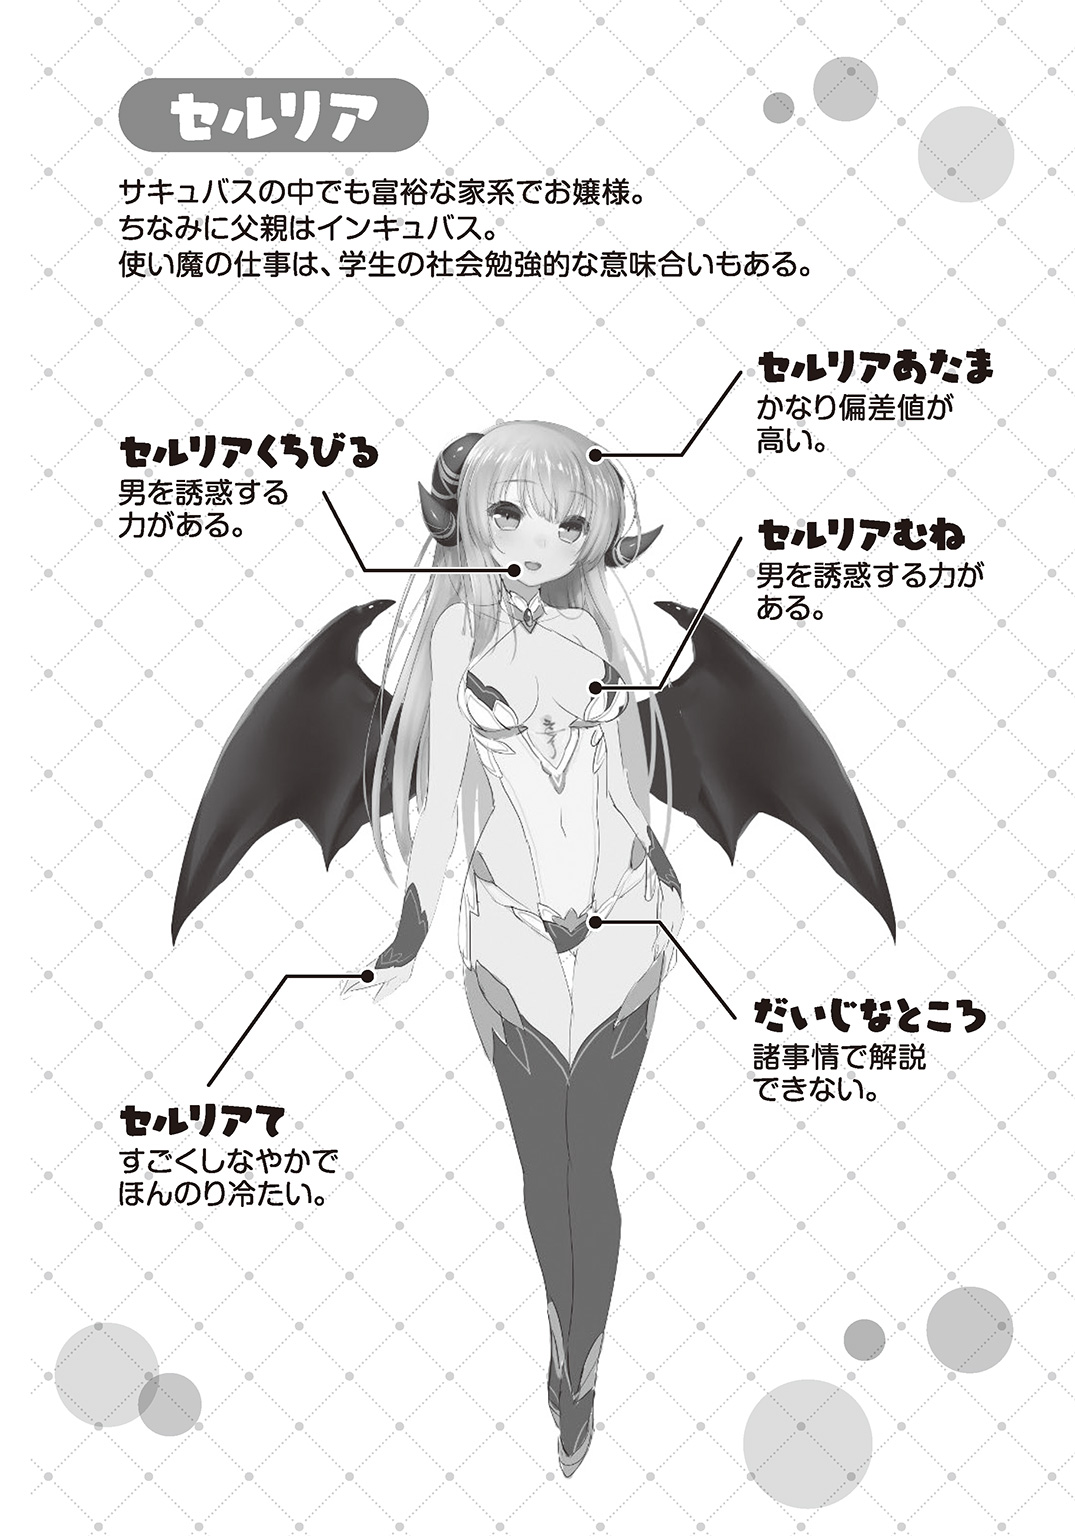 セルリア
サキュバスの中でも富裕な家系でお嬢様。
ちなみに父親はインキュバス。
使い魔の仕事は、学生の社会勉強的な意味合いもある。
セルリアあたま
かなり偏差値が
高い。
セルリアくちびる
男を誘惑する
力がある。
セルリアむね
男を誘惑する力が
ある。
だいじなところ
諸事情で解説
できない。
セルリアて
すごくしなやかで
ほんのり冷たい。